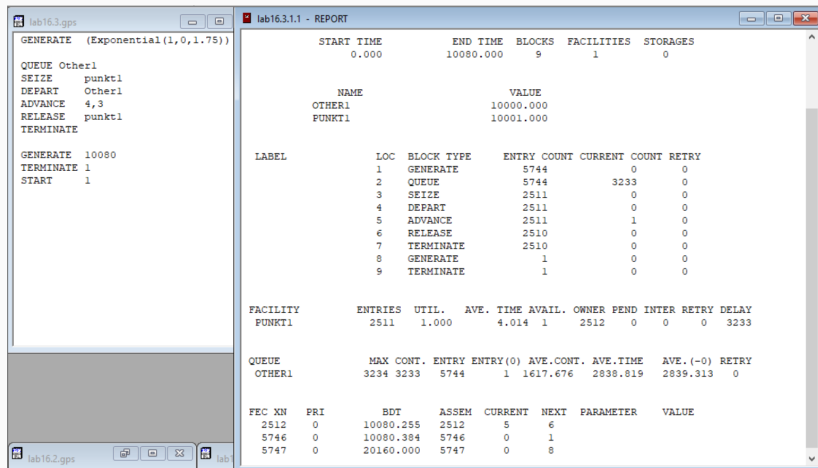 lab16.3.gps
GENERATE (Exponential(1,0,1.75))
QUEUE Other1
SEIZE punkt1
DEPART Other1
ADVANCE 4,3
RELEASE punkt1
TERMINATE
GENERATE 10080
TERMINATE 1
START 1
lab16.3.1.1 - REPORT
START TIME END TIME BLOCKS FACILITIES STORAGES
0.000 10080.000 9 1 0
NAME VALUE
OTHER1 10000.000
PUNKT1 10001.000
LABEL LOC BLOCK TYPE ENTRY COUNT CURRENT COUNT RETRY
1 GENERATE 5744 0 0
2 QUEUE 5744 3233 0
3 SEIZE 2511 0 0
4 DEPART 2511 0 0
5 ADVANCE 2511 1 0
6 RELEASE 2510 0 0
7 TERMINATE 2510 0 0
8 GENERATE 1 0 0
9 TERMINATE 1 0 0
FACILITY ENTRIES UTIL. AVE. TIME AVAIL. OWNER PEND INTER RETRY DELAY
PUNKT1 2511 1.000 4.014 1 2512 0 0 0 3233
QUEUE MAX CONT. ENTRY ENTRY(0) AVE.CONT. AVE.TIME AVE.(-0) RETRY
OTHER1 3234 3233 5744 1 1617.676 2838.819 2839.313 0
FEC XN PRI BDT ASSEM CURRENT NEXT PARAMETER VALUE
2512 0 10080.255 2512 5 6
5746 0 10080.384 5746 0 1
5747 0 20160.000 5747 0 8
lab16.2.gps
lab1